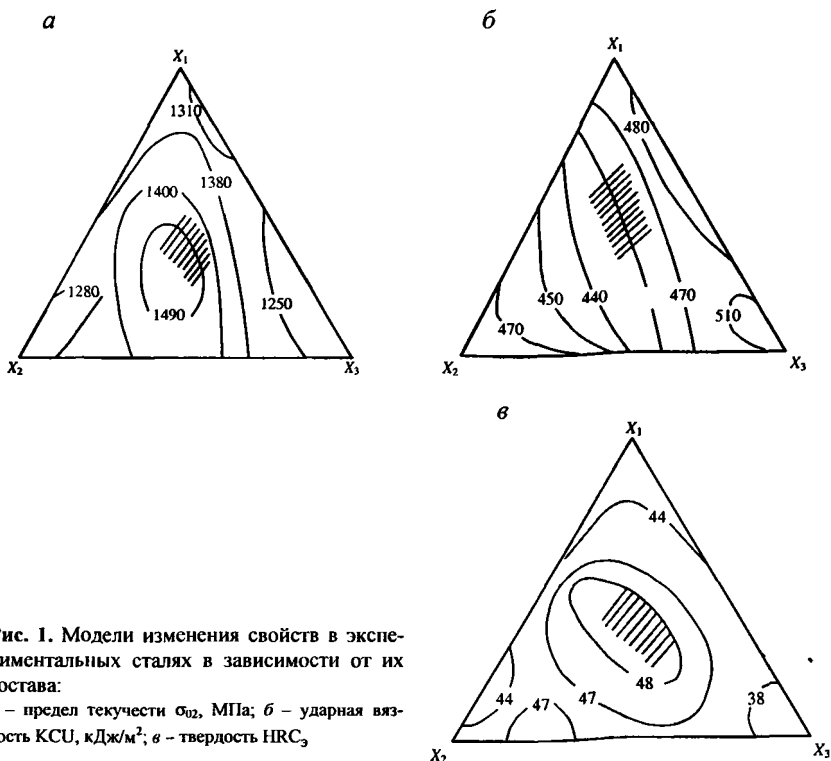 а
X₁
1310
1380
1400
1280
1490
1250
X₂
X₃
б
X₁
480
450
440
470
470
510
X₂
X₃
в
X₁
44
44
47
47
48
38
X₂
X₃
ис. 1. Модели изменения свойств в экспе-
иментальных сталях в зависимости от их
остава:
– предел текучести σ₀₂, МПа; б – ударная вяз-
ость KCU, кДж/м²; в – твердость HRCэ